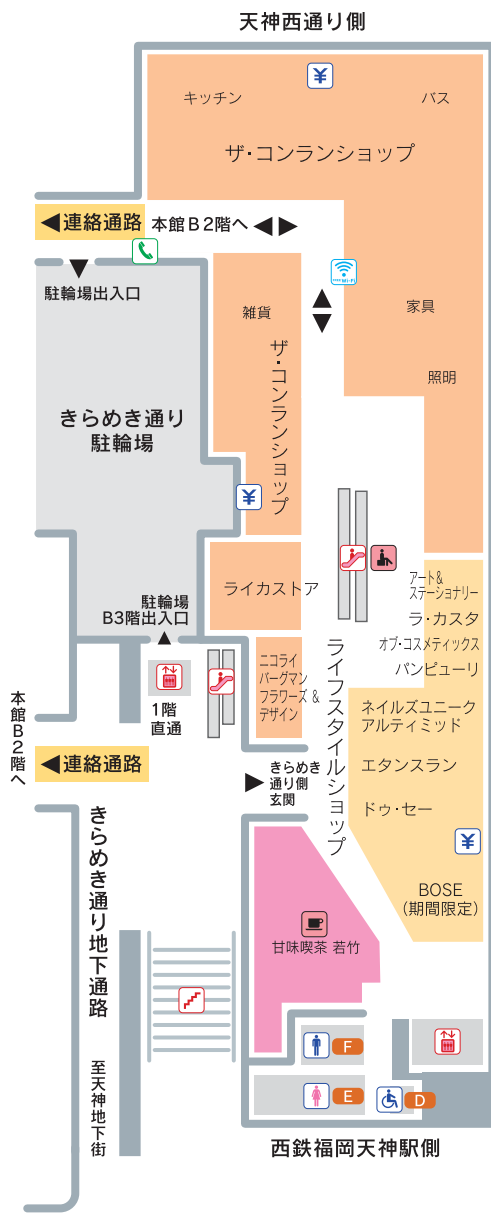 天神西通り側
¥
キッチン
バス
ザ・コンランショップ
連絡通路
本館B2階へ
駐輪場出入口
Wi-Fi
雑貨
家具
ザ・コンランショップ
照明
きらめき通り
駐輪場
¥
アート&
ステーショナリー
ライカストア
ラ・カスタ
駐輪場
B3階出入口
オブ・コスメティックス
パンピューリ
ニコライ
バーグマン
フラワーズ &
デザイン
ライフスタイルショップ
1階
直通
ネイルズユニーク
アルティミッド
本館B2階へ
連絡通路
きらめき
通り側
玄関
エタンスラン
ドゥ・セー
¥
きらめき通り地下通路
BOSE
(期間限定)
甘味喫茶 若竹
F
E
D
至天神地下街
西鉄福岡天神駅側